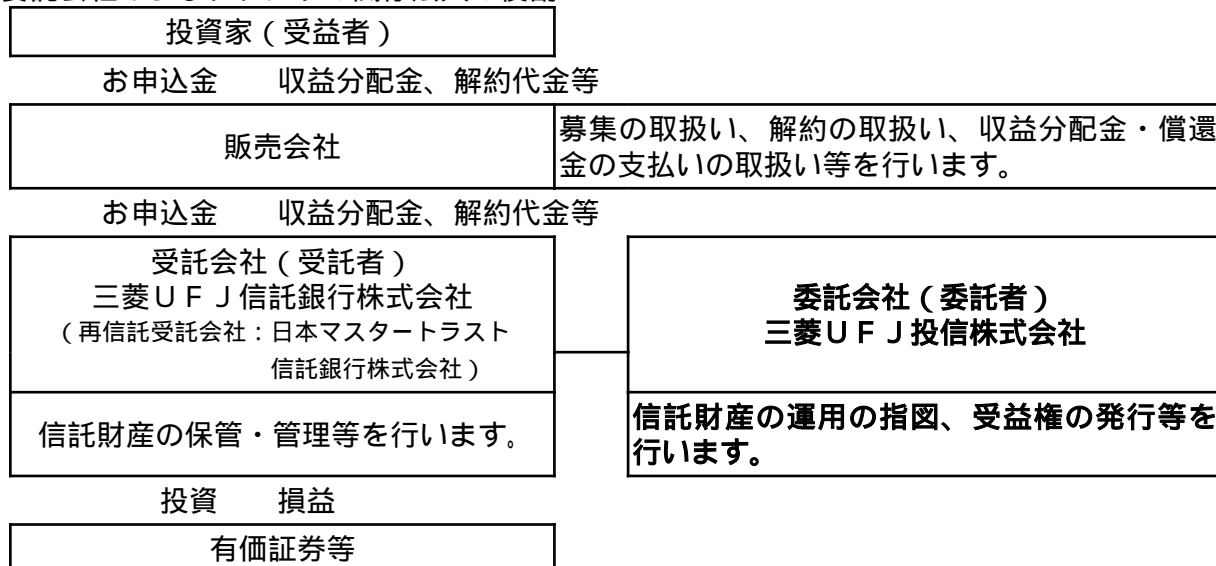 投資家（受益者）
お申込金　収益分配金、解約代金等
販売会社
募集の取扱い、解約の取扱い、収益分配金・償還
金の支払いの取扱い等を行います。
お申込金　収益分配金、解約代金等
受託会社（受託者）
三菱ＵＦＪ信託銀行株式会社
（再信託受託会社：日本マスタートラスト
信託銀行株式会社）
委託会社（委託者）
三菱ＵＦＪ投信株式会社
信託財産の保管・管理等を行います。
信託財産の運用の指図、受益権の発行等を
行います。
投資　損益
有価証券等